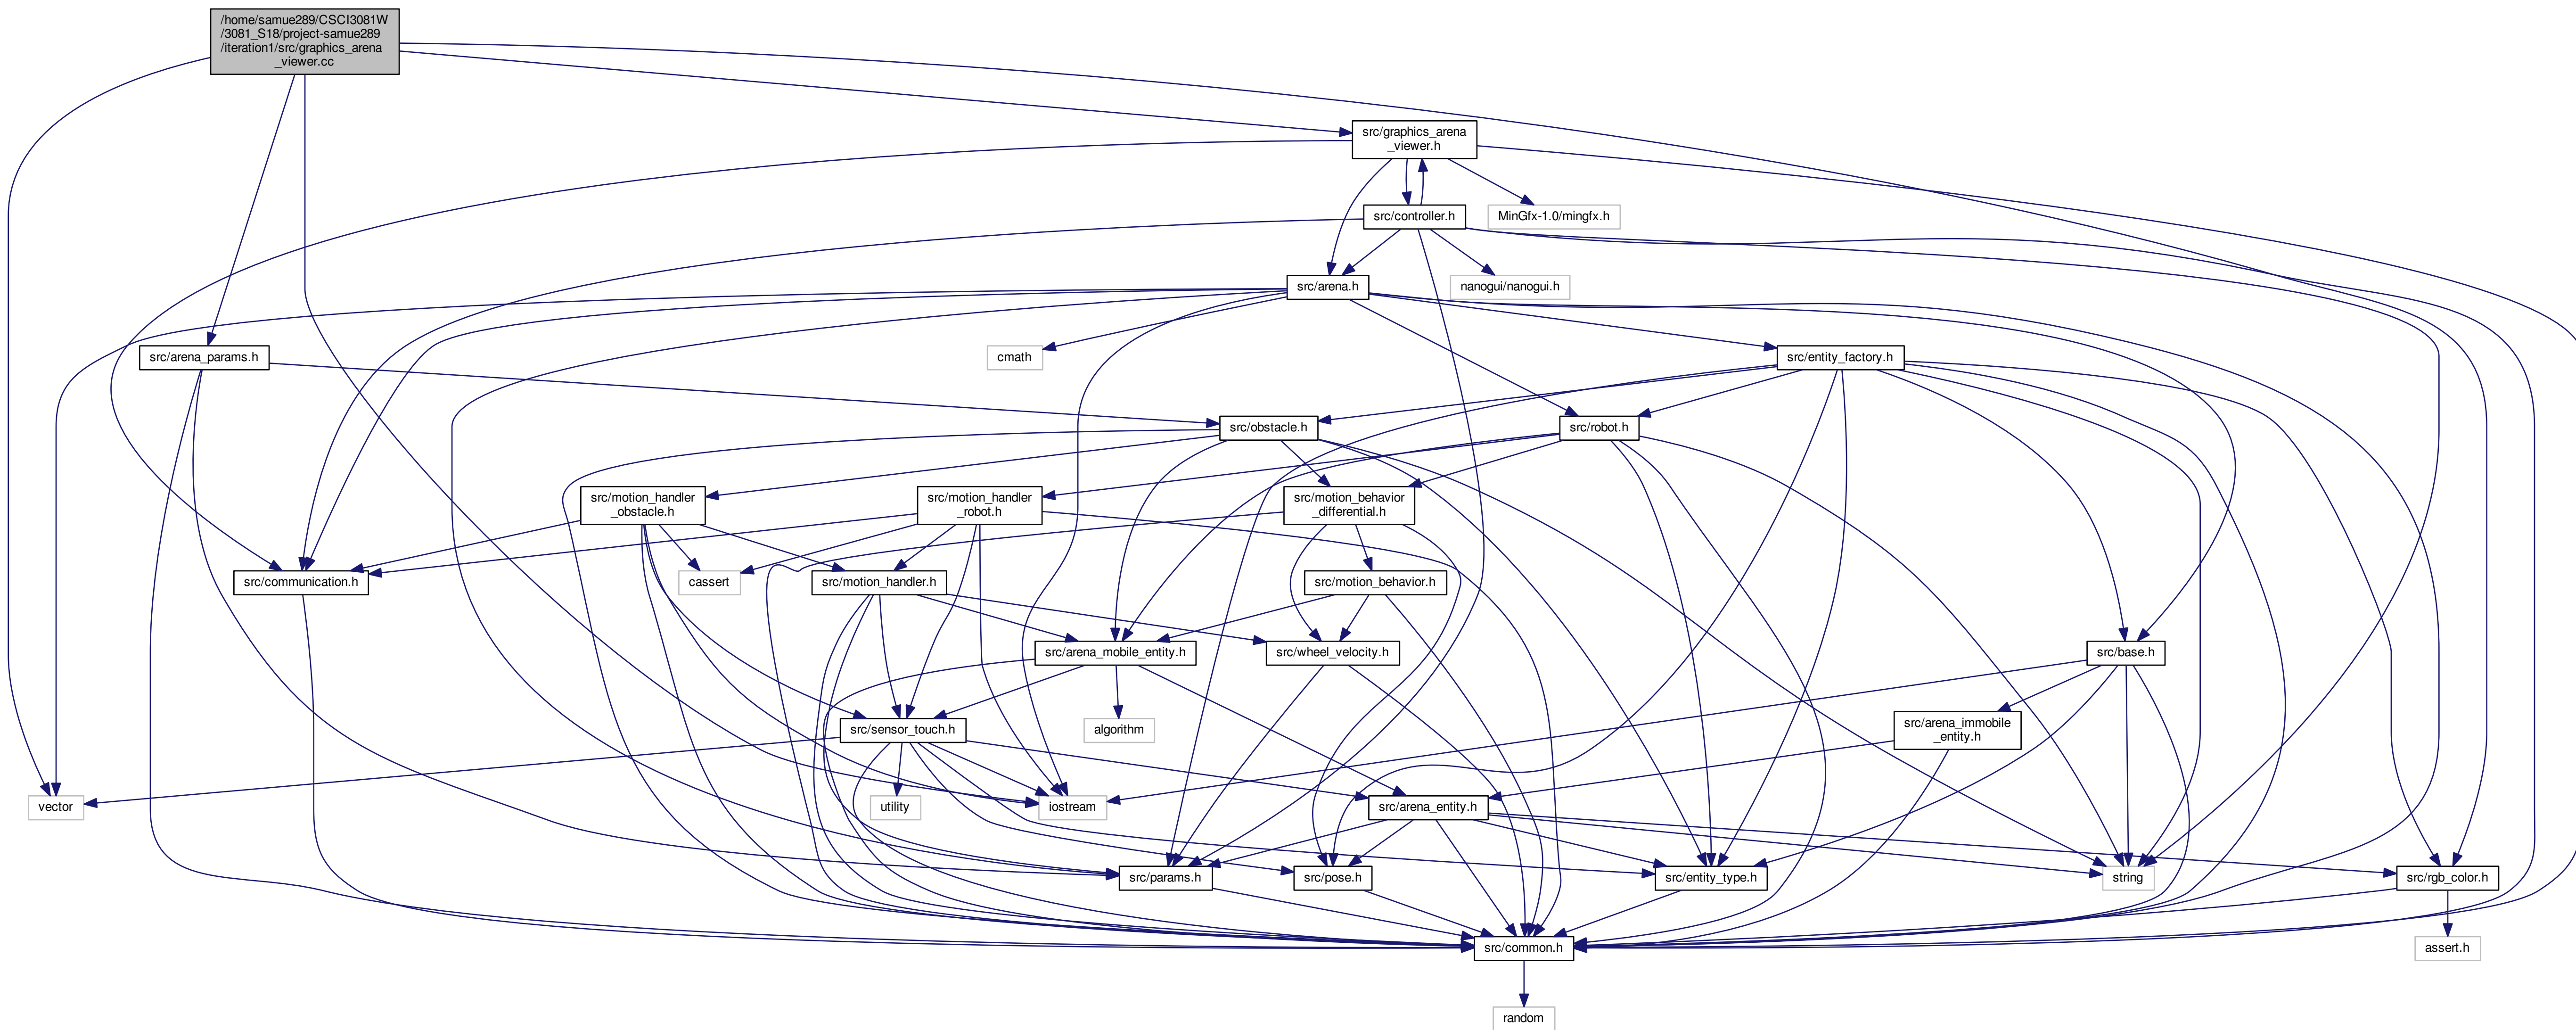 /home/samue289/CSCI3081W
/3081_S18/project-samue289
/iteration1/src/graphics_arena
_viewer.cc
src/graphics_arena
_viewer.h
src/controller.h
MinGfx-1.0/mingfx.h
src/arena.h
nanogui/nanogui.h
src/arena_params.h
cmath
src/entity_factory.h
src/obstacle.h
src/robot.h
src/motion_handler
_obstacle.h
src/motion_handler
_robot.h
src/motion_behavior
_differential.h
src/communication.h
cassert
src/motion_handler.h
src/motion_behavior.h
src/arena_mobile_entity.h
src/wheel_velocity.h
src/base.h
src/sensor_touch.h
algorithm
src/arena_immobile
_entity.h
vector
utility
iostream
src/arena_entity.h
src/params.h
src/pose.h
src/entity_type.h
string
src/rgb_color.h
src/common.h
assert.h
random